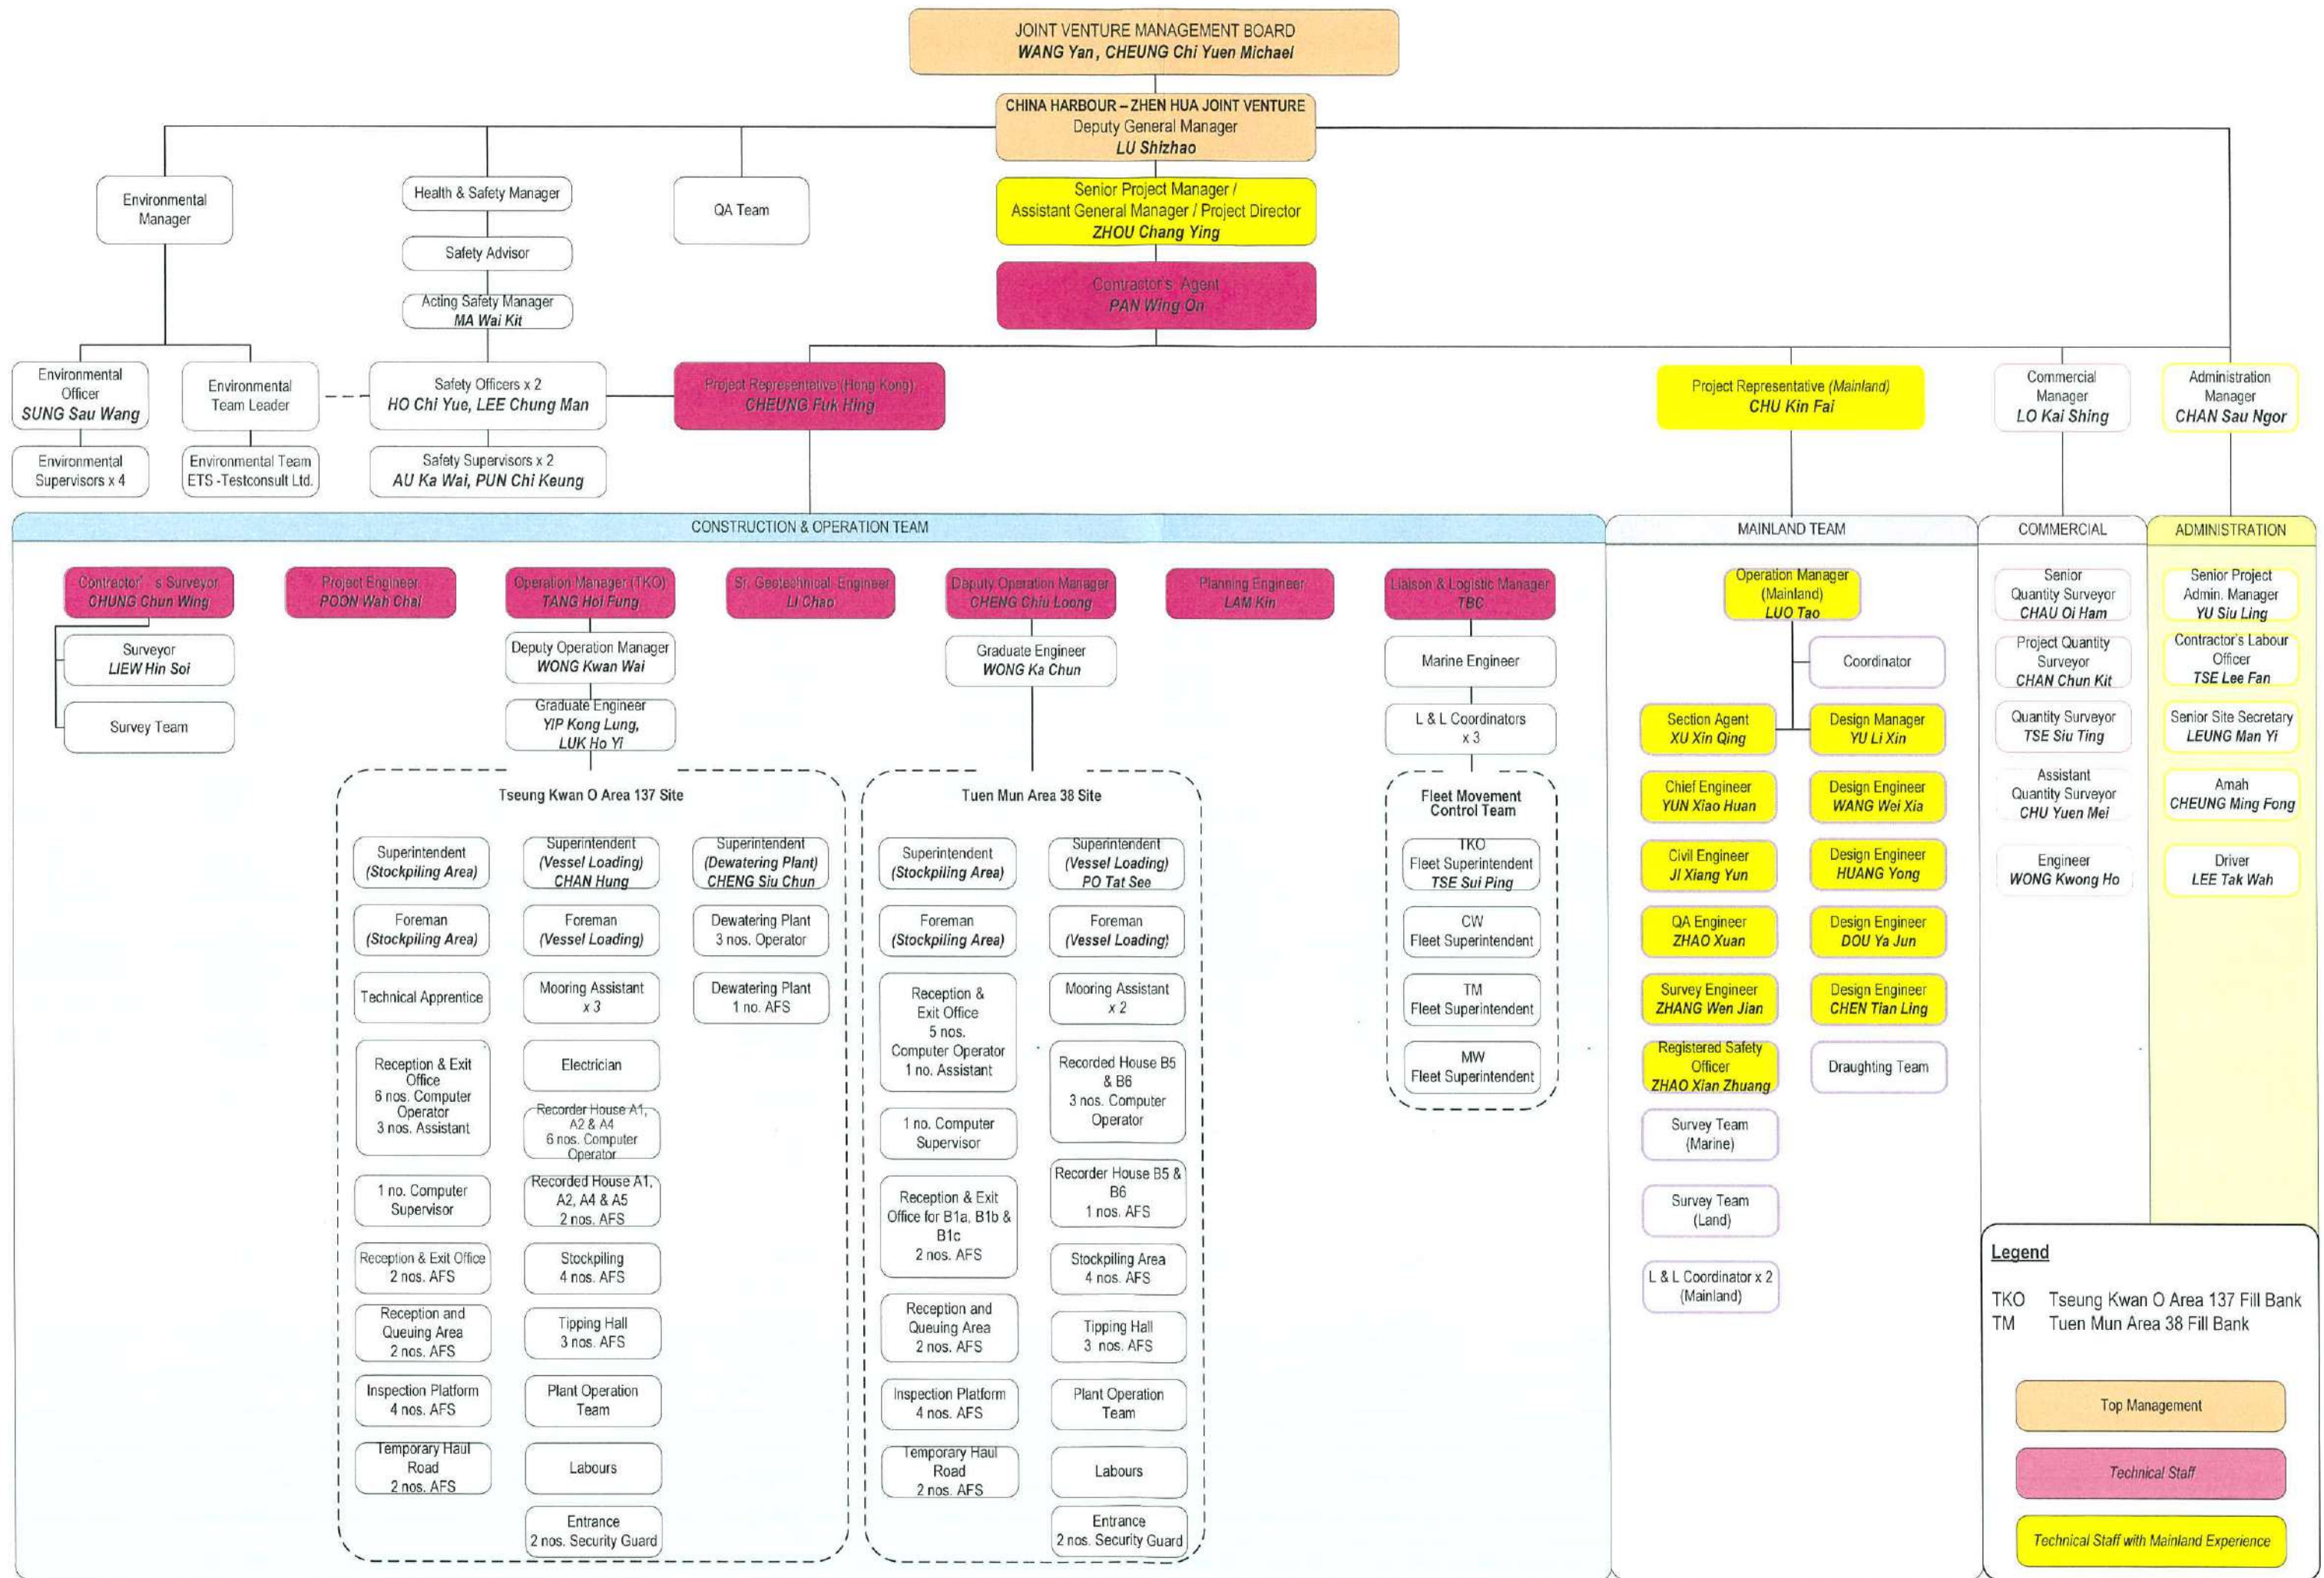 JOINT VENTURE MANAGEMENT BOARD
WANG Yan, CHEUNG Chi Yuen Michael
CHINA HARBOUR – ZHEN HUA JOINT VENTURE
Deputy General Manager
LU Shizhao
Environmental
Manager
Health & Safety Manager
Safety Advisor
Acting Safety Manager
MA Wai Kit
QA Team
Senior Project Manager /
Assistant General Manager / Project Director
ZHOU Chang Ying
Contractor's Agent
PAN Wing On
Environmental
Officer
SUNG Sau Wang
Environmental
Team Leader
Safety Officers x 2
HO Chi Yue, LEE Chung Man
Project Representative (Hong Kong)
CHEUNG Fuk Hing
Project Representative (Mainland)
CHU Kin Fai
Commercial
Manager
LO Kai Shing
Administration
Manager
CHAN Sau Ngor
Environmental
Supervisors x 4
Environmental Team
ETS -Testconsult Ltd.
Safety Supervisors x 2
AU Ka Wai, PUN Chi Keung
CONSTRUCTION & OPERATION TEAM
Contractor' s Surveyor
CHUNG Chun Wing
Surveyor
LIEW Hin Soi
Survey Team
Project Engineer
POON Wah Chai
Operation Manager (TKO)
TANG Hoi Fung
Deputy Operation Manager
WONG Kwan Wai
Graduate Engineer
YIP Kong Lung,
LUK Ho Yi
Sr. Geotechnical Engineer
LI Chao
Deputy Operation Manager
CHENG Chiu Loong
Graduate Engineer
WONG Ka Chun
Planning Engineer
LAM Kin
Liaison & Logistic Manager
TBC
Marine Engineer
L & L Coordinators
x 3
Tseung Kwan O Area 137 Site
Superintendent
(Stockpiling Area)
Foreman
(Stockpiling Area)
Technical Apprentice
Reception & Exit
Office
6 nos. Computer
Operator
3 nos. Assistant
1 no. Computer
Supervisor
Reception & Exit Office
2 nos. AFS
Reception and
Queuing Area
2 nos. AFS
Inspection Platform
4 nos. AFS
Temporary Haul
Road
2 nos. AFS
Superintendent
(Vessel Loading)
CHAN Hung
Foreman
(Vessel Loading)
Mooring Assistant
x 3
Electrician
Recorder House A1,
A2 & A4
6 nos. Computer
Operator
Recorded House A1,
A2, A4 & A5
2 nos. AFS
Stockpiling
4 nos. AFS
Tipping Hall
3 nos. AFS
Plant Operation
Team
Labours
Entrance
2 nos. Security Guard
Superintendent
(Dewatering Plant)
CHENG Siu Chun
Dewatering Plant
3 nos. Operator
Dewatering Plant
1 no. AFS
Tuen Mun Area 38 Site
Superintendent
(Stockpiling Area)
Foreman
(Stockpiling Area)
Reception &
Exit Office
5 nos.
Computer Operator
1 no. Assistant
1 no. Computer
Supervisor
Reception & Exit
Office for B1a, B1b &
B1c
2 nos. AFS
Reception and
Queuing Area
2 nos. AFS
Inspection Platform
4 nos. AFS
Temporary Haul
Road
2 nos. AFS
Superintendent
(Vessel Loading)
PO Tat See
Foreman
(Vessel Loading)
Mooring Assistant
x 2
Recorded House B5
& B6
3 nos. Computer
Operator
Recorder House B5 &
B6
1 nos. AFS
Stockpiling Area
4 nos. AFS
Tipping Hall
3 nos. AFS
Plant Operation
Team
Labours
Entrance
2 nos. Security Guard
Fleet Movement
Control Team
TKO
Fleet Superintendent
TSE Sui Ping
CW
Fleet Superintendent
TM
Fleet Superintendent
MW
Fleet Superintendent
MAINLAND TEAM
Operation Manager
(Mainland)
LUO Tao
Coordinator
Section Agent
XU Xin Qing
Chief Engineer
YUN Xiao Huan
Civil Engineer
JI Xiang Yun
QA Engineer
ZHAO Xuan
Survey Engineer
ZHANG Wen Jian
Registered Safety
Officer
ZHAO Xian Zhuang
Survey Team
(Marine)
Survey Team
(Land)
L & L Coordinator x 2
(Mainland)
Design Manager
YU Li Xin
Design Engineer
WANG Wei Xia
Design Engineer
HUANG Yong
Design Engineer
DOU Ya Jun
Design Engineer
CHEN Tian Ling
Draughting Team
COMMERCIAL
Senior
Quantity Surveyor
CHAU Oi Ham
Project Quantity
Surveyor
CHAN Chun Kit
Quantity Surveyor
TSE Siu Ting
Assistant
Quantity Surveyor
CHU Yuen Mei
Engineer
WONG Kwong Ho
ADMINISTRATION
Senior Project
Admin. Manager
YU Siu Ling
Contractor's Labour
Officer
TSE Lee Fan
Senior Site Secretary
LEUNG Man Yi
Amah
CHEUNG Ming Fong
Driver
LEE Tak Wah
Legend
TKO Tseung Kwan O Area 137 Fill Bank
TM Tuen Mun Area 38 Fill Bank
Top Management
Technical Staff
Technical Staff with Mainland Experience